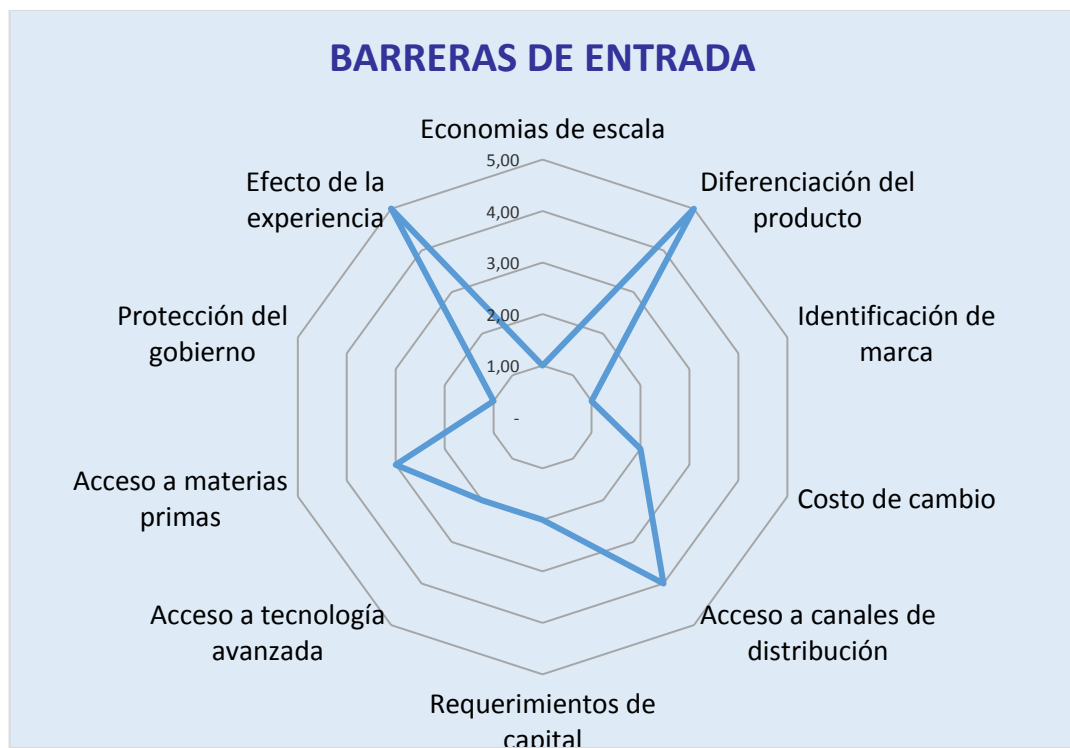 BARRERAS DE ENTRADA
Economias de escala
5,00
4,00
3,00
2,00
1,00
-
Diferenciación del
producto
Identificación de
marca
Costo de cambio
Acceso a canales de
distribución
Requerimientos de
capital
Acceso a tecnología
avanzada
Acceso a materias
primas
Protección del
gobierno
Efecto de la
experiencia